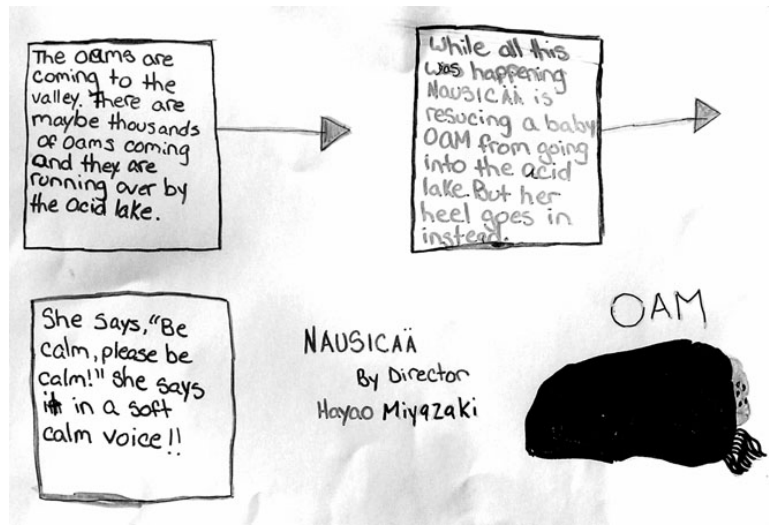 The oams are
coming to the
valley. There are
maybe thousands
of oams coming
and they are
running over by
the acid lake.
While all this
was happening
NAUSICÄÄ is
resucing a baby
OAM from going
into the acid
lake. But her
heel goes in
instead.
She says, "Be
calm, please be
calm!" She says
it in a soft
calm voice!!
NAUSICÄÄ
By Director
Hayao Miyazaki
OAM